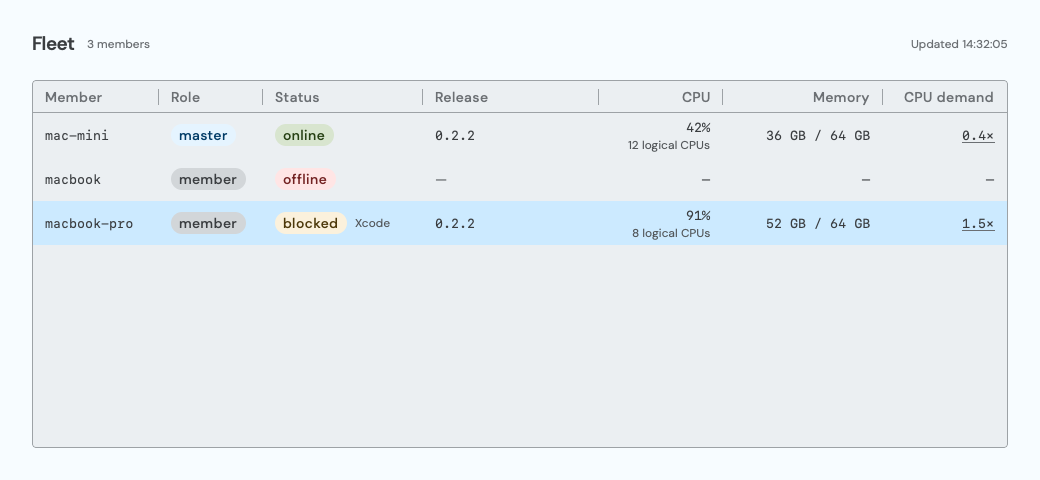 Fleet 3 members Updated 14:32:05
Member Role Status Release CPU Memory CPU demand
mac-mini master online 0.2.2 42% 36 GB / 64 GB 0.4×
12 logical CPUs
macbook member offline — — — —
macbook-pro member blocked Xcode 0.2.2 91% 52 GB / 64 GB 1.5×
8 logical CPUs